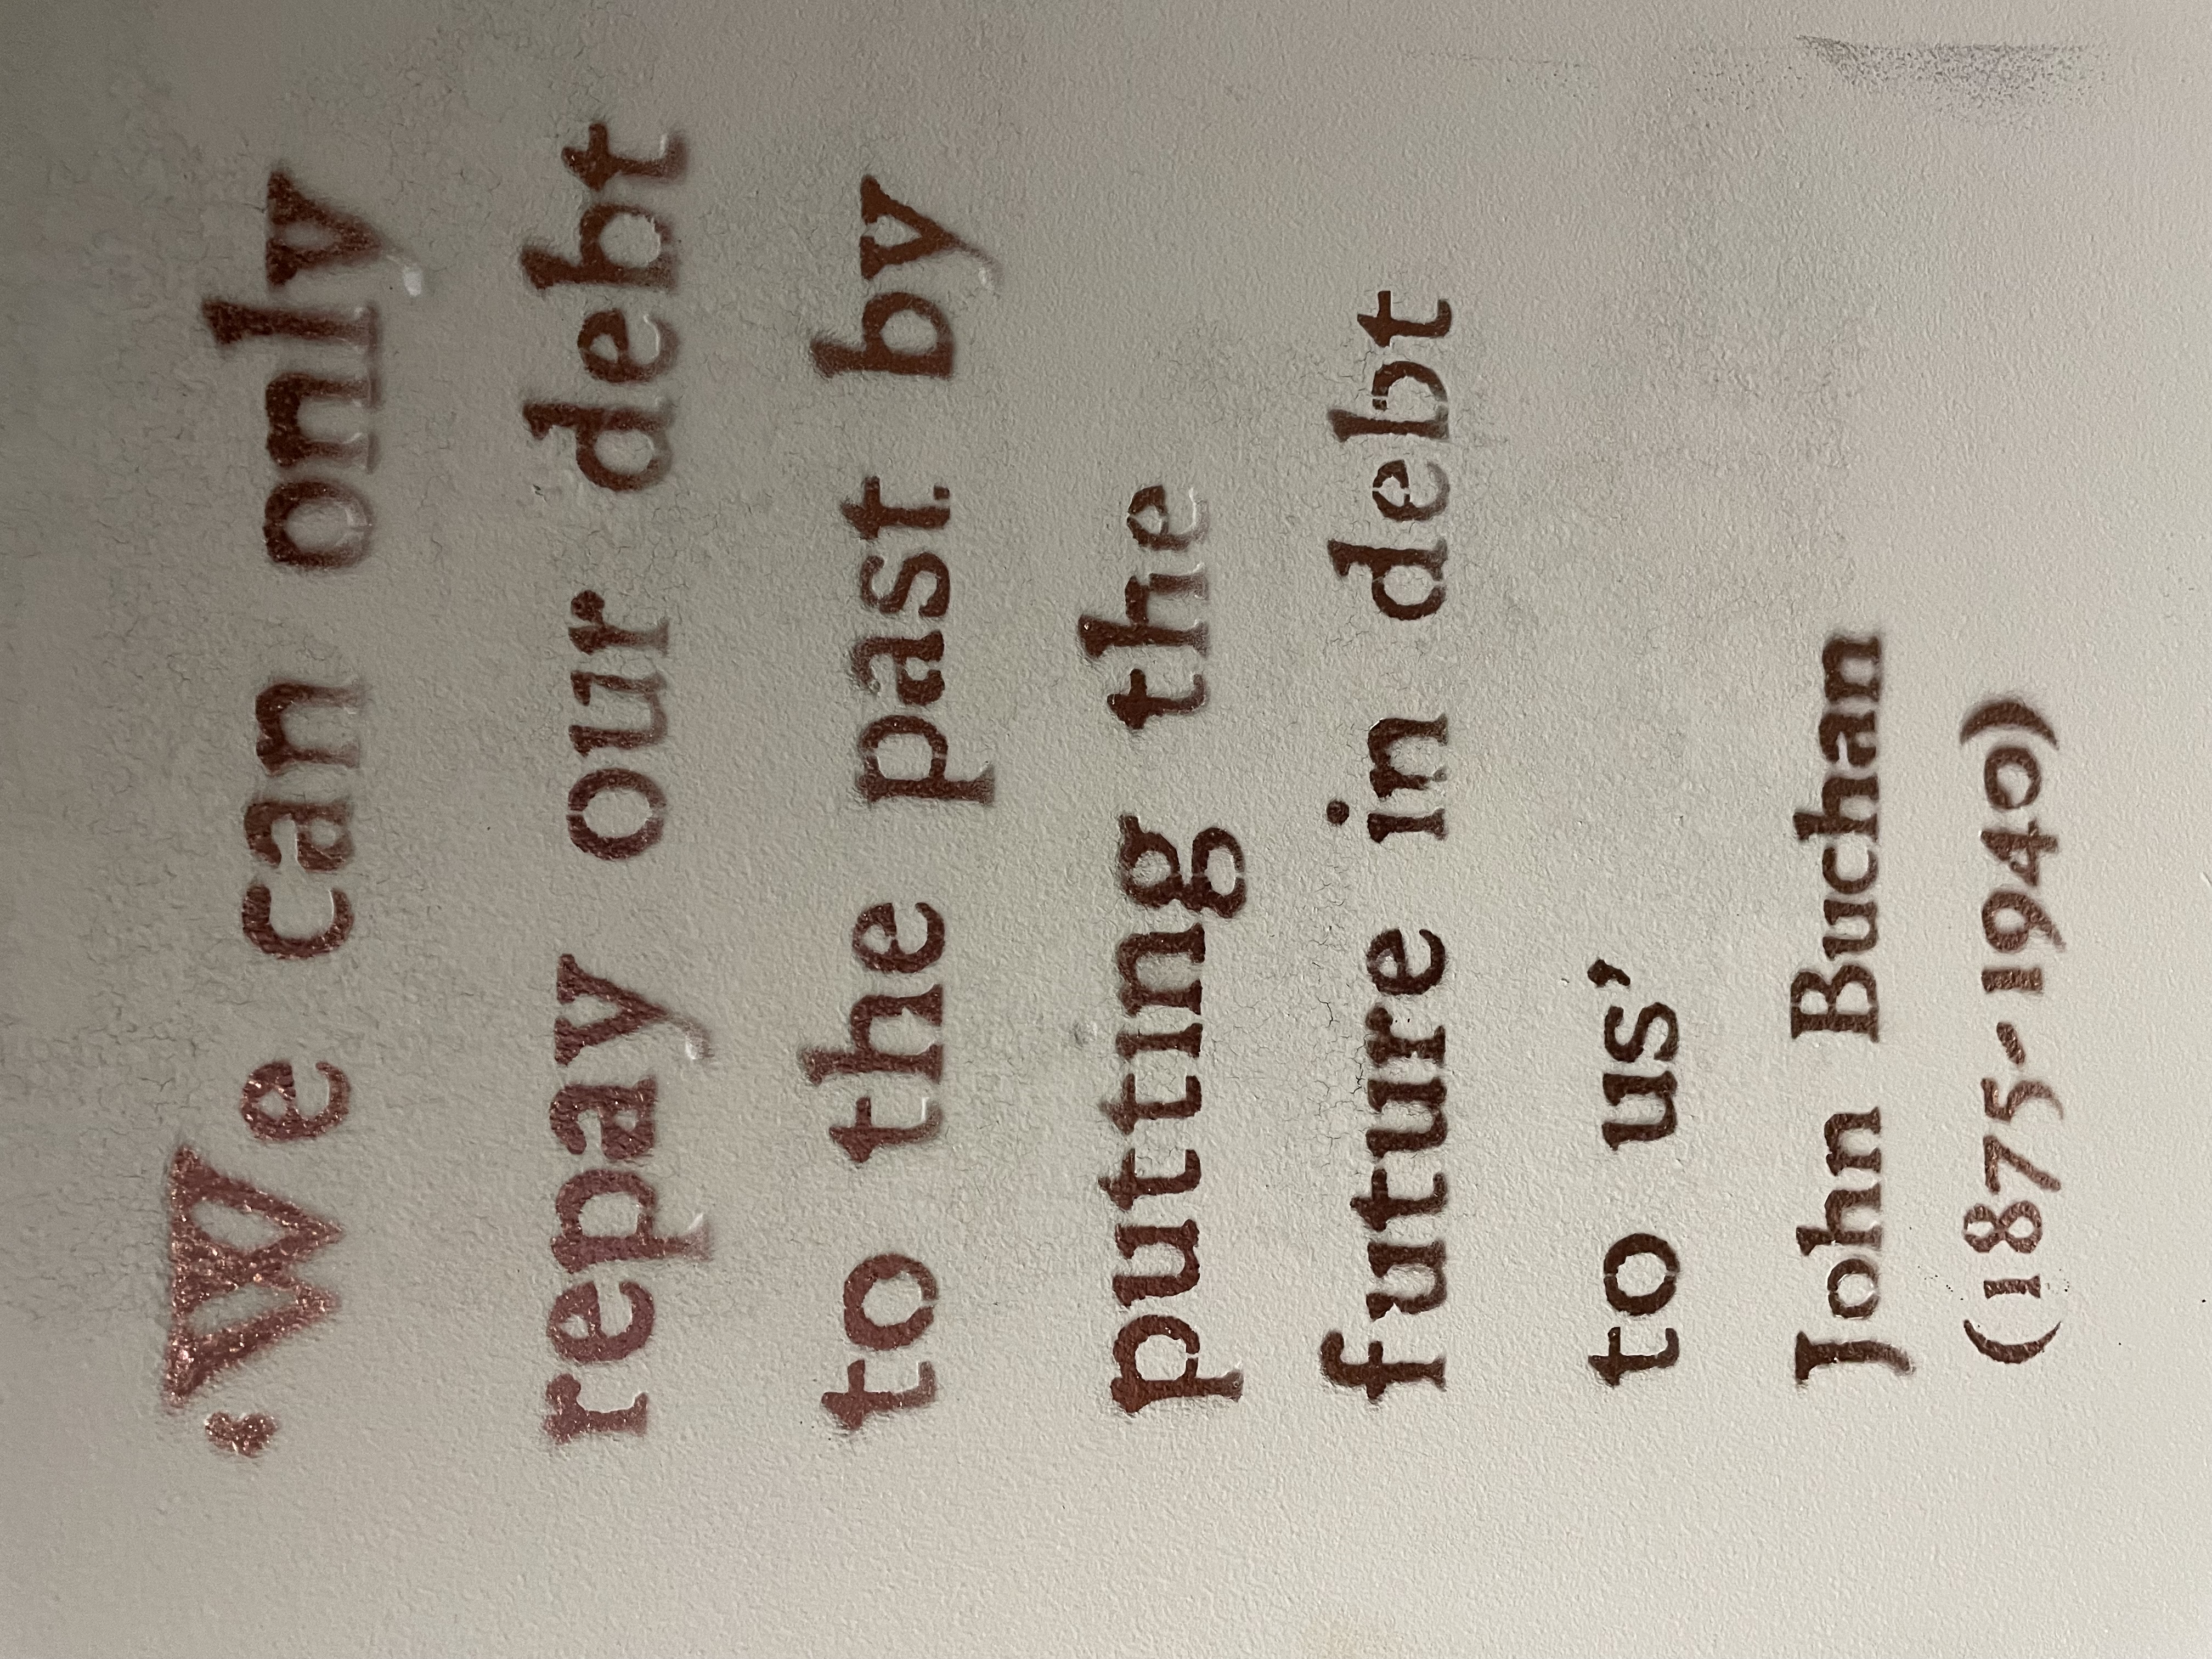 ‘We can only
repay our debt
to the past by
putting the
future in debt
to us’
John Buchan
(1875-1940)